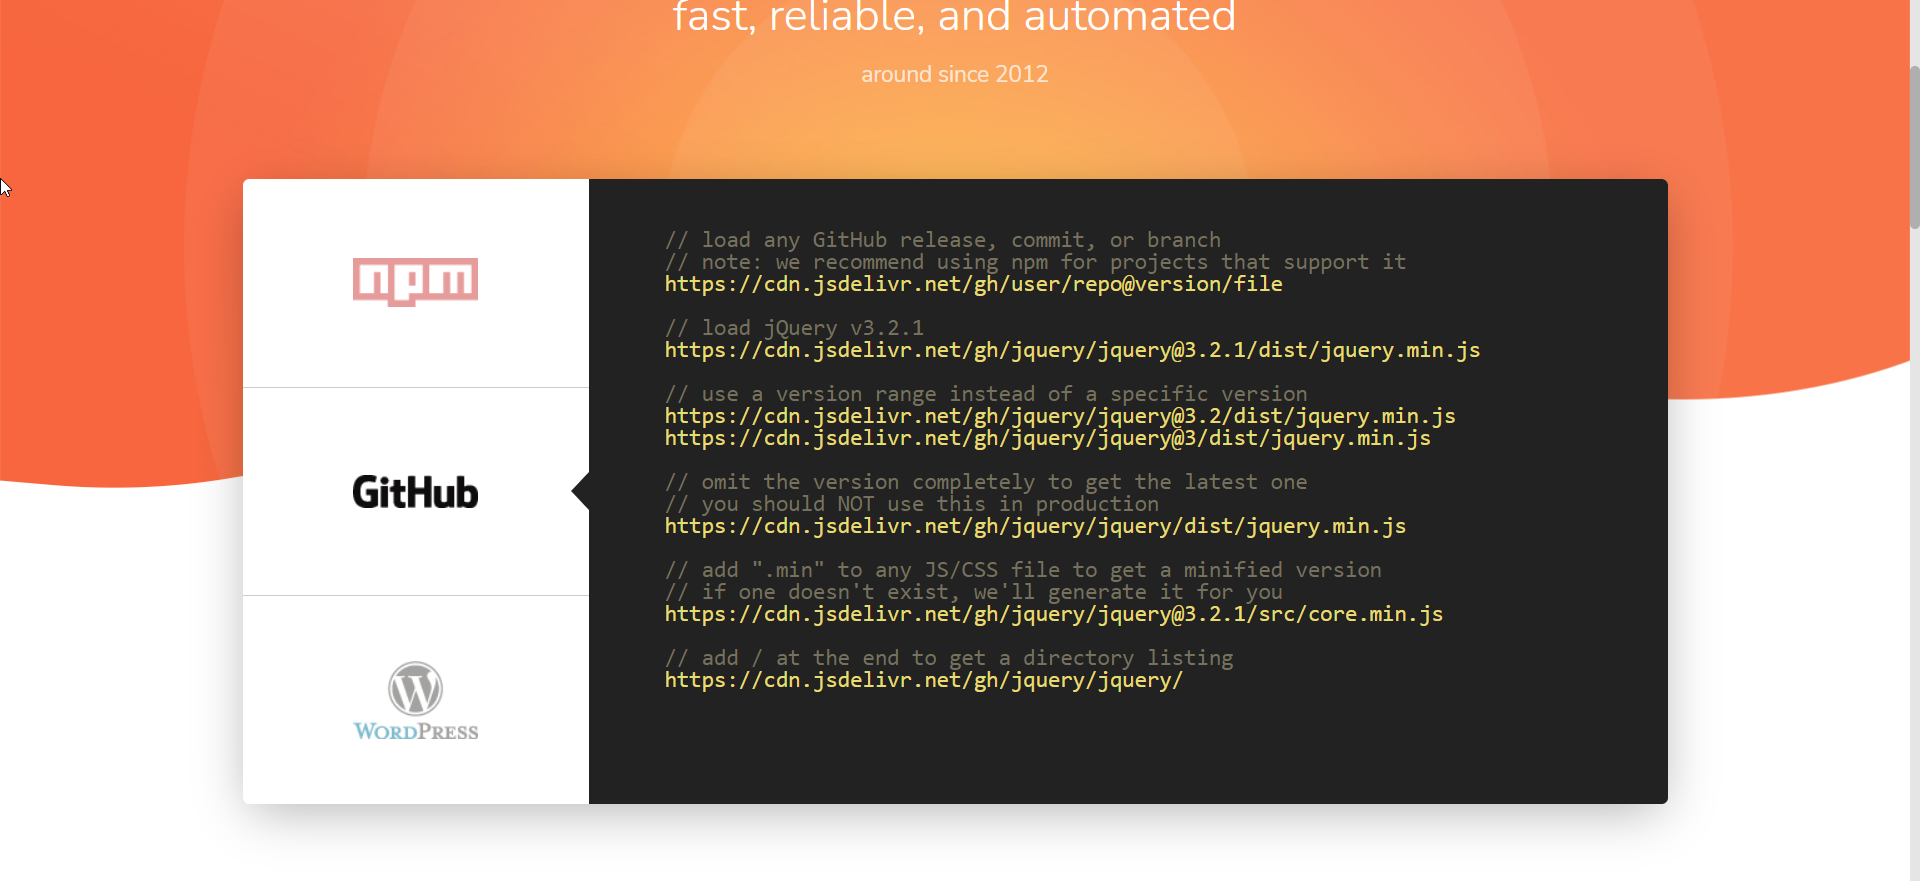 fast, reliable, and automated
around since 2012
npm
GitHub
WORDPRESS
// load any GitHub release, commit, or branch
// note: we recommend using npm for projects that support it
https://cdn.jsdelivr.net/gh/user/repo@version/file
// load jQuery v3.2.1
https://cdn.jsdelivr.net/gh/jquery/jquery@3.2.1/dist/jquery.min.js
// use a version range instead of a specific version
https://cdn.jsdelivr.net/gh/jquery/jquery@3.2/dist/jquery.min.js
https://cdn.jsdelivr.net/gh/jquery/jquery@3/dist/jquery.min.js
// omit the version completely to get the latest one
// you should NOT use this in production
https://cdn.jsdelivr.net/gh/jquery/jquery/dist/jquery.min.js
// add ".min" to any JS/CSS file to get a minified version
// if one doesn't exist, we'll generate it for you
https://cdn.jsdelivr.net/gh/jquery/jquery@3.2.1/src/core.min.js
// add / at the end to get a directory listing
https://cdn.jsdelivr.net/gh/jquery/jquery/